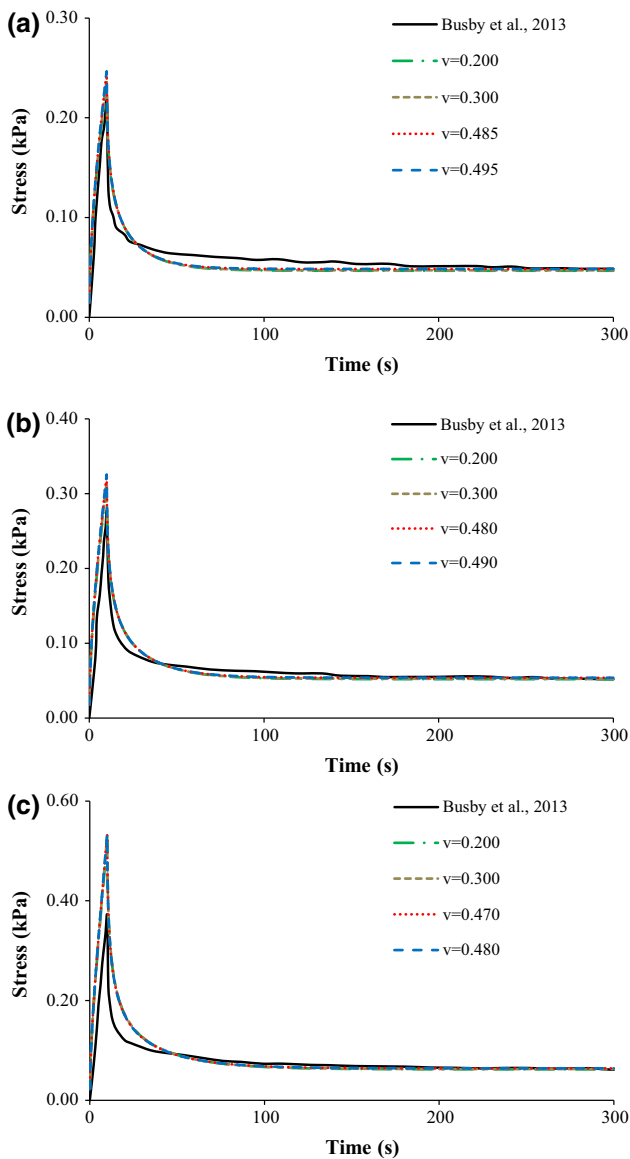 (a)
0.30
0.20
0.10
0.00
Stress (kPa)
0
100
200
300
Time (s)
Busby et al., 2013
v=0.200
v=0.300
v=0.485
v=0.495
(b)
0.40
0.30
0.20
0.10
0.00
Stress (kPa)
0
100
200
300
Time (s)
Busby et al., 2013
v=0.200
v=0.300
v=0.480
v=0.490
(c)
0.60
0.40
0.20
0.00
Stress (kPa)
0
100
200
300
Time (s)
Busby et al., 2013
v=0.200
v=0.300
v=0.470
v=0.480